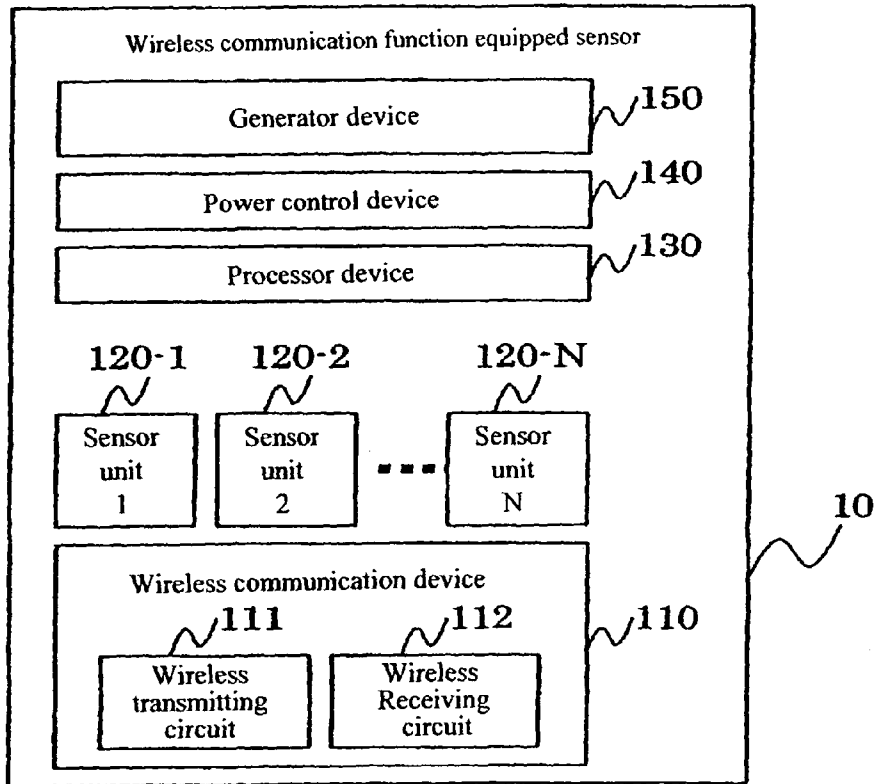 Wireless communication function equipped sensor
Generator device
150
Power control device
140
Processor device
130
120-1
120-2
120-N
Sensor
unit
1
Sensor
unit
2
Sensor
unit
N
10
Wireless communication device
110
111
112
Wireless
transmitting
circuit
Wireless
Receiving
circuit